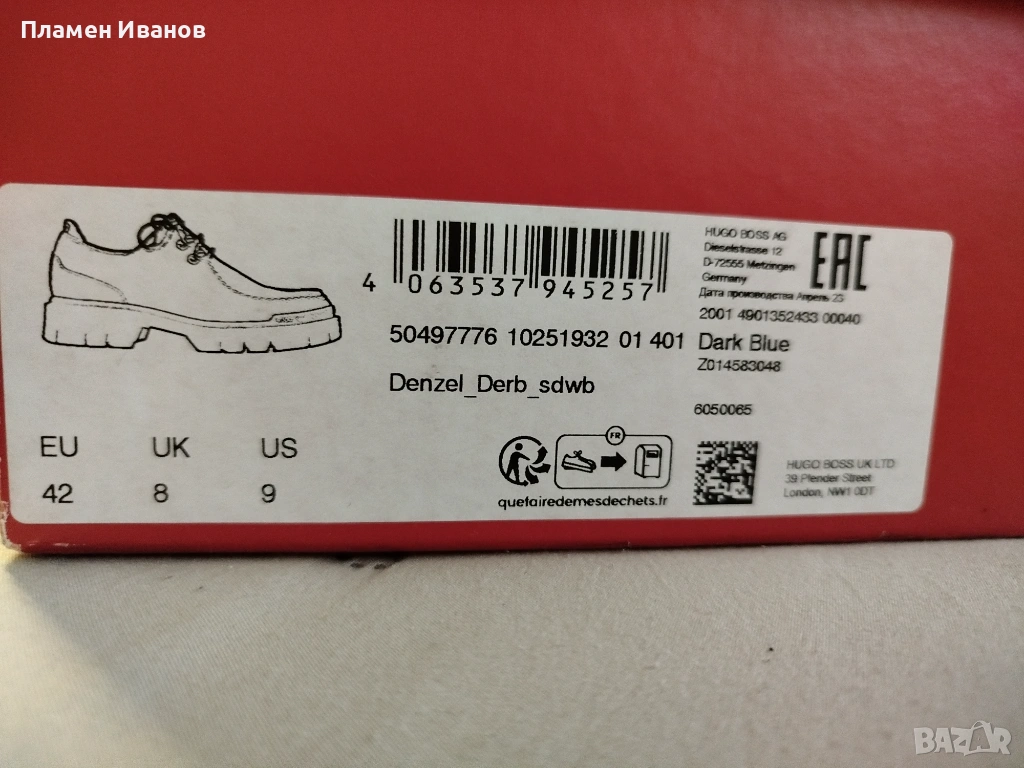 Пламен Иванов
4 063537 945257
50497776 10251932 01 401
Denzel_Derb_sdwb
HUGO BOSS AG
Dieselstrasse 12
D-72555 Metzingen
Germany
Дата производства Апрель 23
2001 4901352433 00040
Dark Blue
Z014583048
6050065
EAC
EU UK US
42 8 9
FR
quefairedemesdechets.fr
HUGO BOSS UK LTD
39 Plender Street
London, NW1 0DT
BAZAR